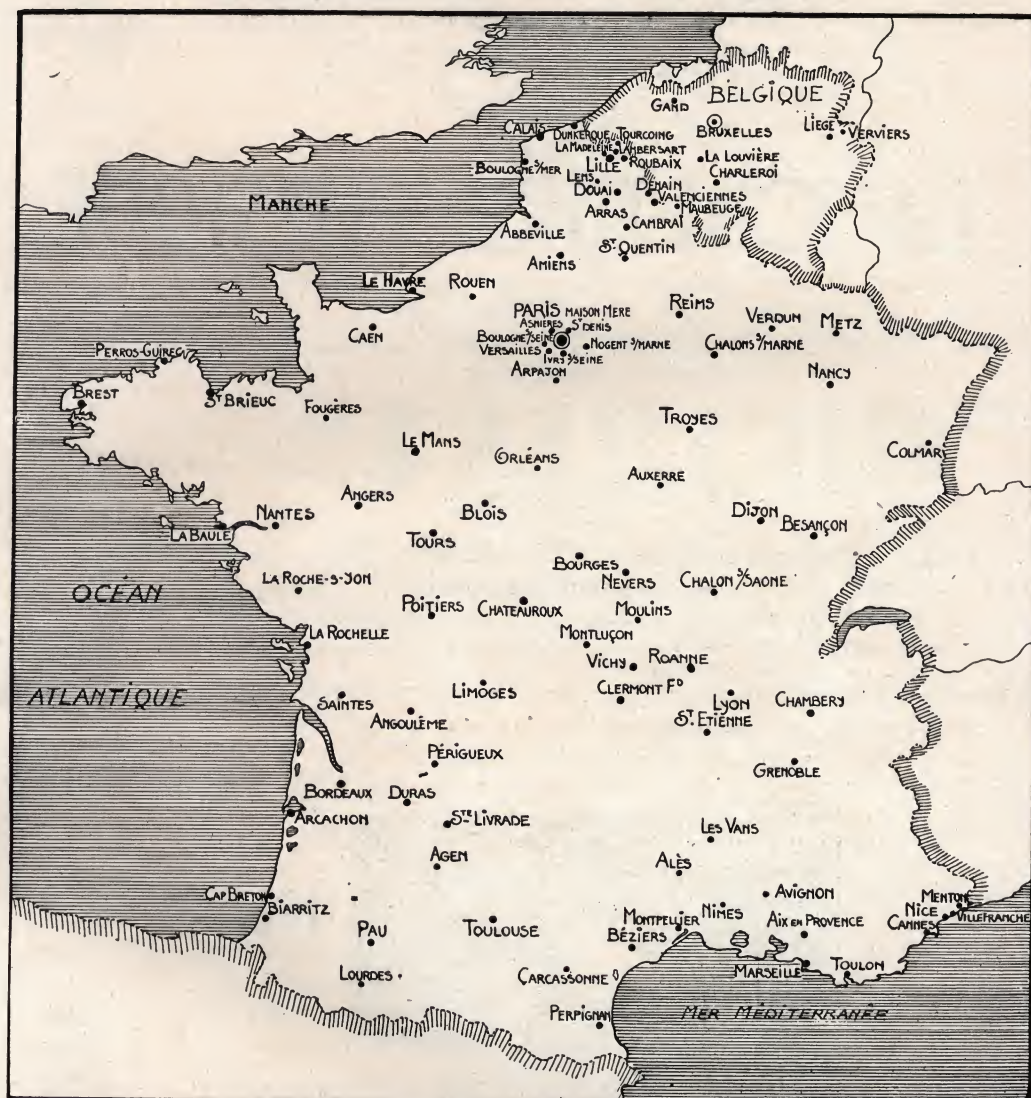 BELGIQUE
GAND
BRUXELLES
LIEGE
VERVIERS
CALAIS
DUNKERQUE
TOURCOING
LA MADELEINE
LAMBERSART
LILLE
ROUBAIX
LA LOUVIÈRE
BOULOGNE S/MER
LENS
CHARLEROI
DOUAI
DENAIN
VALENCIENNES
MAUBEUGE
ARRAS
MANCHE
CAMBRAI
ABBEVILLE
ST QUENTIN
AMIENS
LE HAVRE
ROUEN
REIMS
PARIS MAISON MERE
VERDUN
METZ
ASNIERES
ST DENIS
CAEN
BOULOGNE S/SEINE
NOGENT S/MARNE
CHALONS S/MARNE
VERSAILLES
IVRY S/SEINE
PERROS-GUIREC
ARPAJON
NANCY
BREST
ST BRIEUC
FOUGÈRES
TROYES
LE MANS
COLMAR
ORLÉANS
AUXERRE
ANGERS
BLOIS
NANTES
DIJON
BESANÇON
LA BAULE
TOURS
BOURGES
NEVERS
CHALON S/SAONE
LA ROCHE-S-YON
OCÉAN
POITIERS
CHATEAUROUX
MOULINS
LA ROCHELLE
MONTLUÇON
VICHY
ROANNE
ATLANTIQUE
LIMOGES
CLERMONT FD
LYON
CHAMBERY
SAINTES
ANGOULÈME
ST ETIENNE
PÉRIGUEUX
GRENOBLE
BORDEAUX
DURAS
ARCACHON
STE LIVRADE
LES VANS
AGEN
ALÈS
CAP BRETON
AVIGNON
MENTON
BIARRITZ
NIMES
NICE
VILLEFRANCHE
PAU
TOULOUSE
MONTPELLIER
AIX EN PROVENCE
CANNES
BÉZIERS
LOURDES
CARCASSONNE
MARSEILLE
TOULON
PERPIGNAN
MER MÉDITERRANÉE